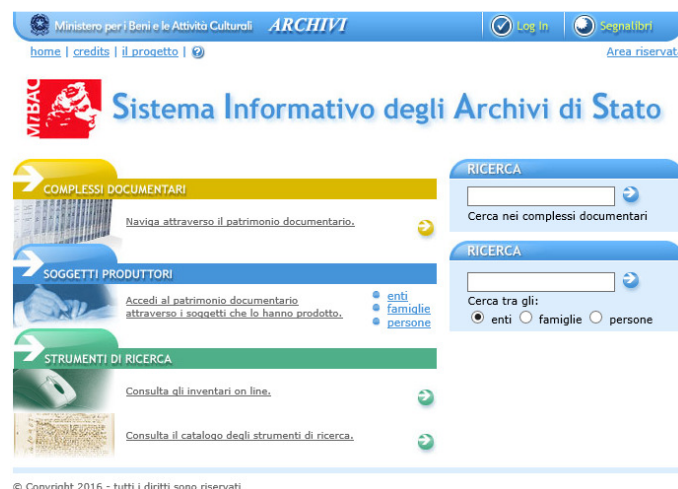 Ministero per i Beni e le Attività Culturali ARCHIVI Log In Segnalibri
home | credits | il progetto | Area riservat
MiBAC
Sistema Informativo degli Archivi di Stato
COMPLESSI DOCUMENTARI
Naviga attraverso il patrimonio documentario.
SOGGETTI PRODUTTORI
Accedi al patrimonio documentario
attraverso i soggetti che lo hanno prodotto.
enti
famiglie
persone
STRUMENTI DI RICERCA
Consulta gli inventari on line.
Consulta il catalogo degli strumenti di ricerca.
RICERCA
Cerca nei complessi documentari
RICERCA
Cerca tra gli:
enti famiglie persone
© Copyright 2016 - tutti i diritti sono riservati